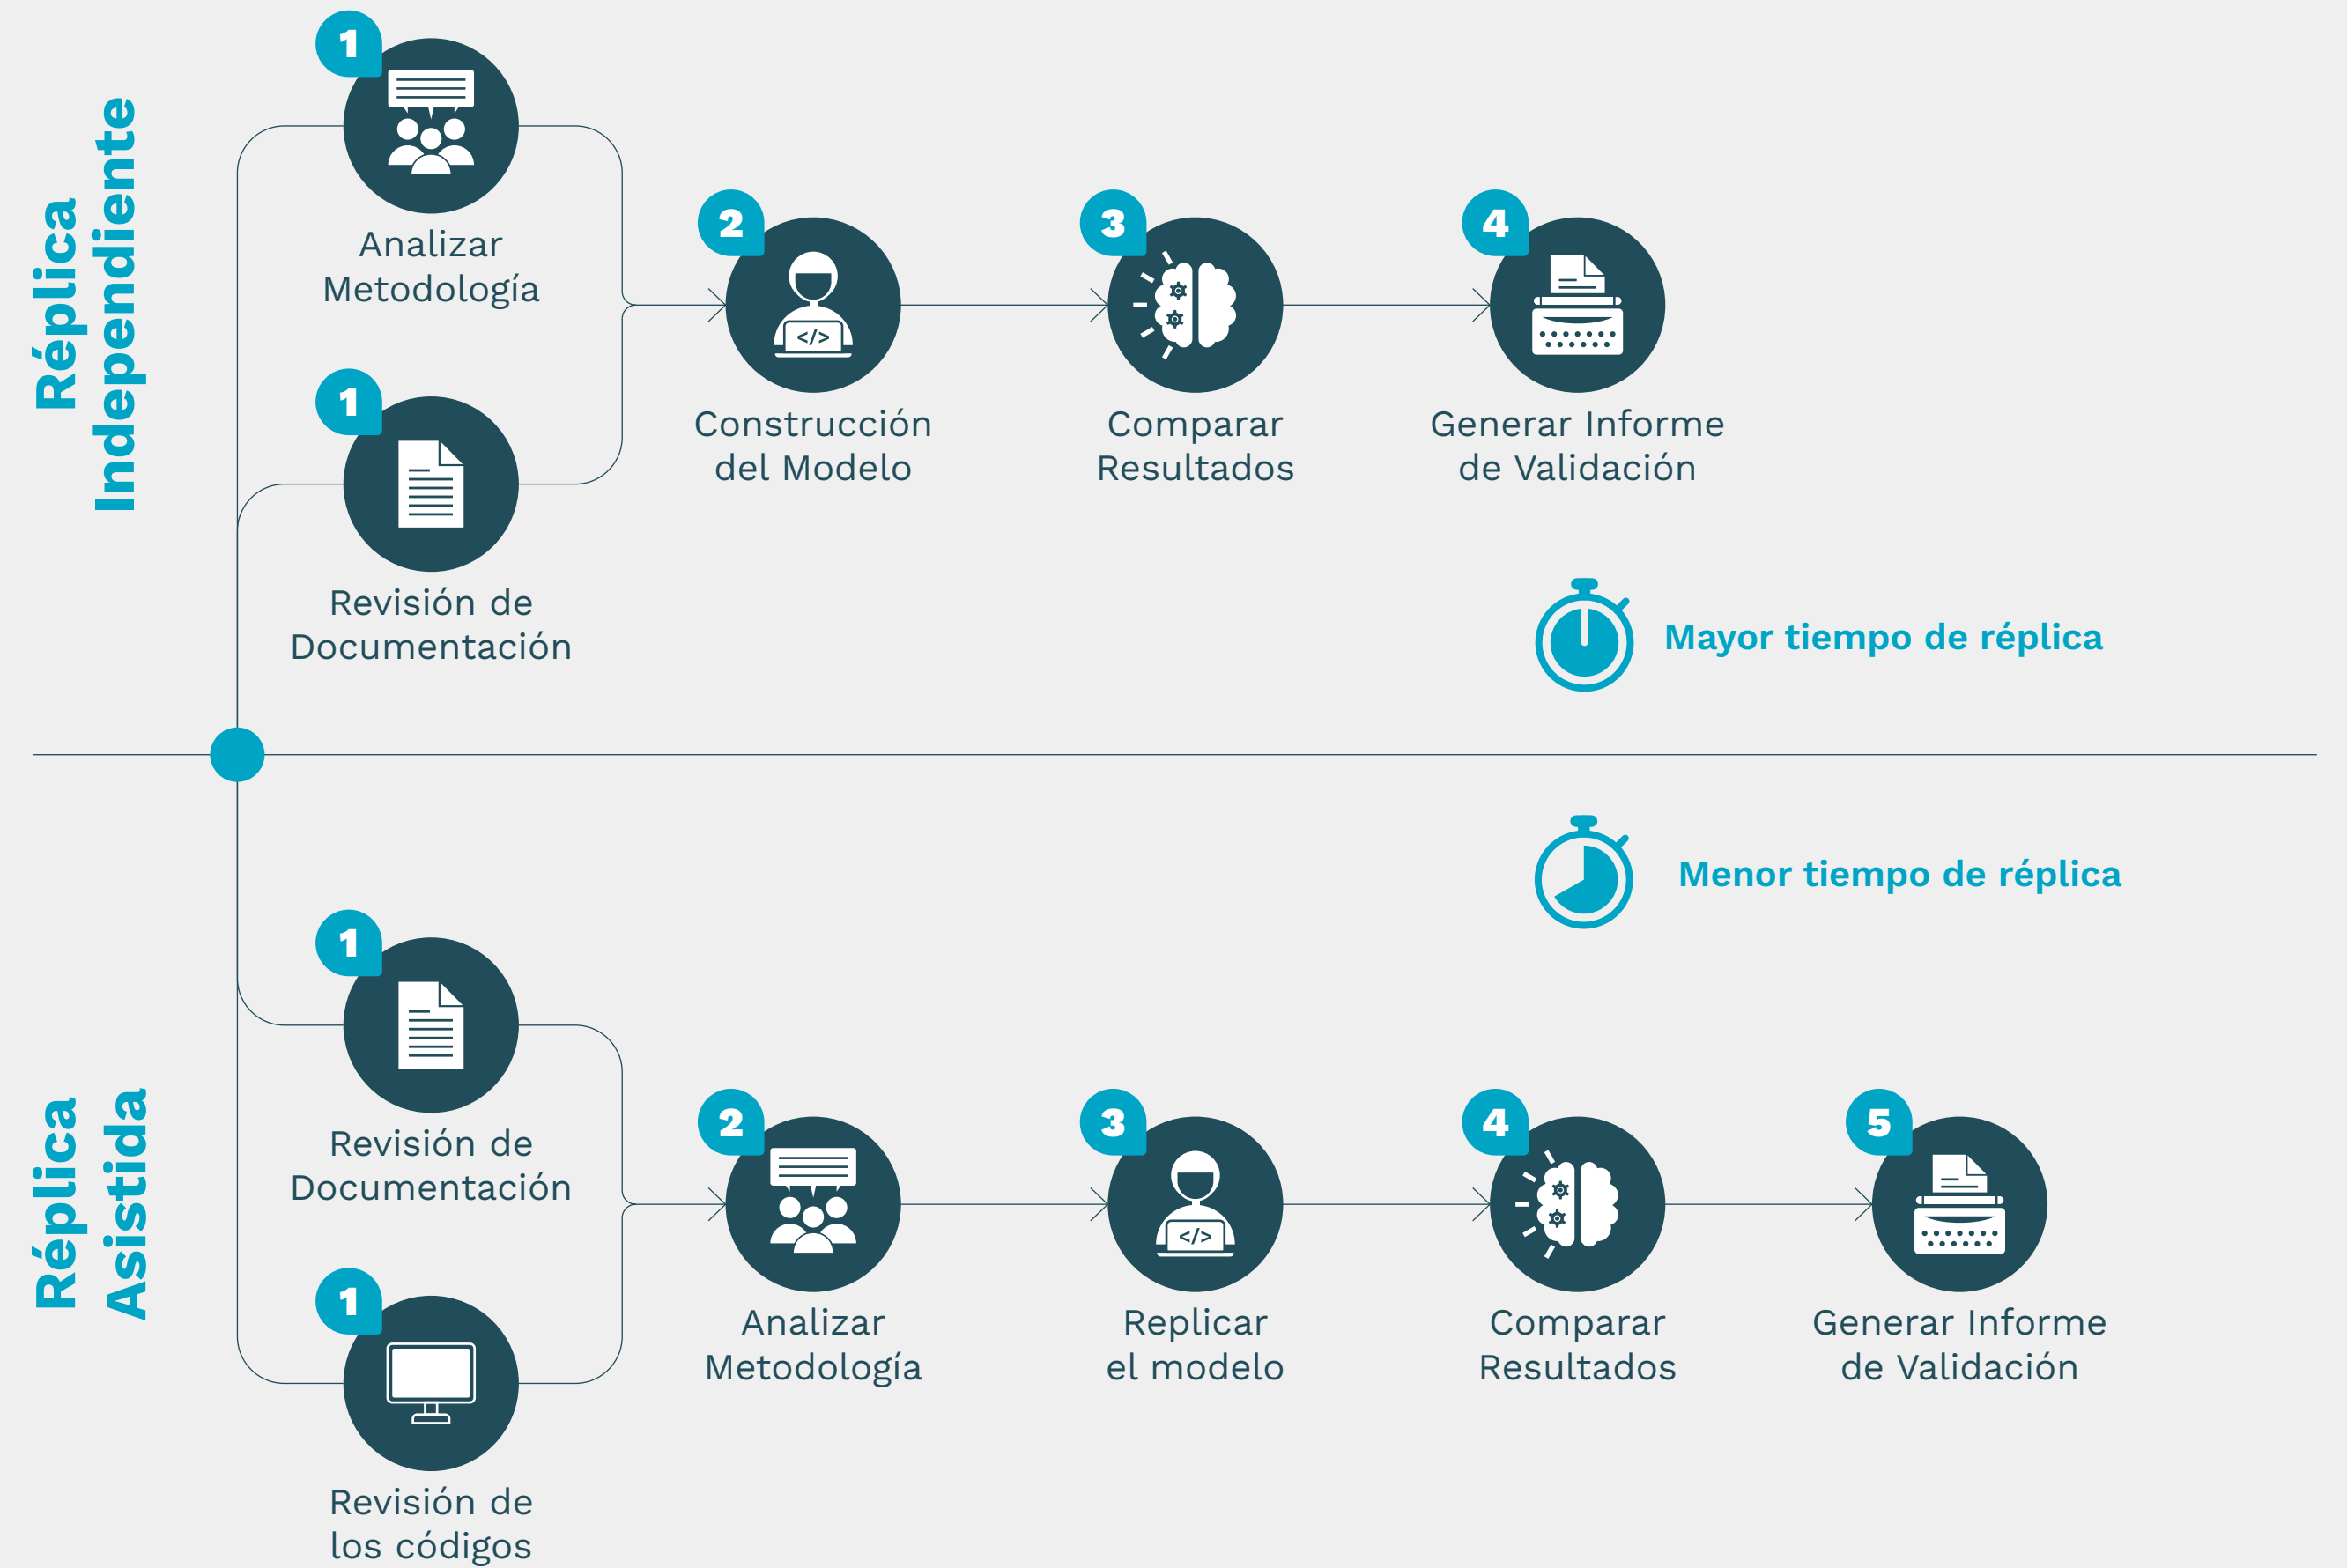 Réplica
Independiente
1
Analizar
Metodología
1
Revisión de
Documentación
2
</>
Construcción
del Modelo
3
Comparar
Resultados
4
Generar Informe
de Validación
Mayor tiempo de réplica
Menor tiempo de réplica
Réplica
Asistida
1
Revisión de
Documentación
1
Revisión de
los códigos
2
Analizar
Metodología
3
</>
Replicar
el modelo
4
Comparar
Resultados
5
Generar Informe
de Validación